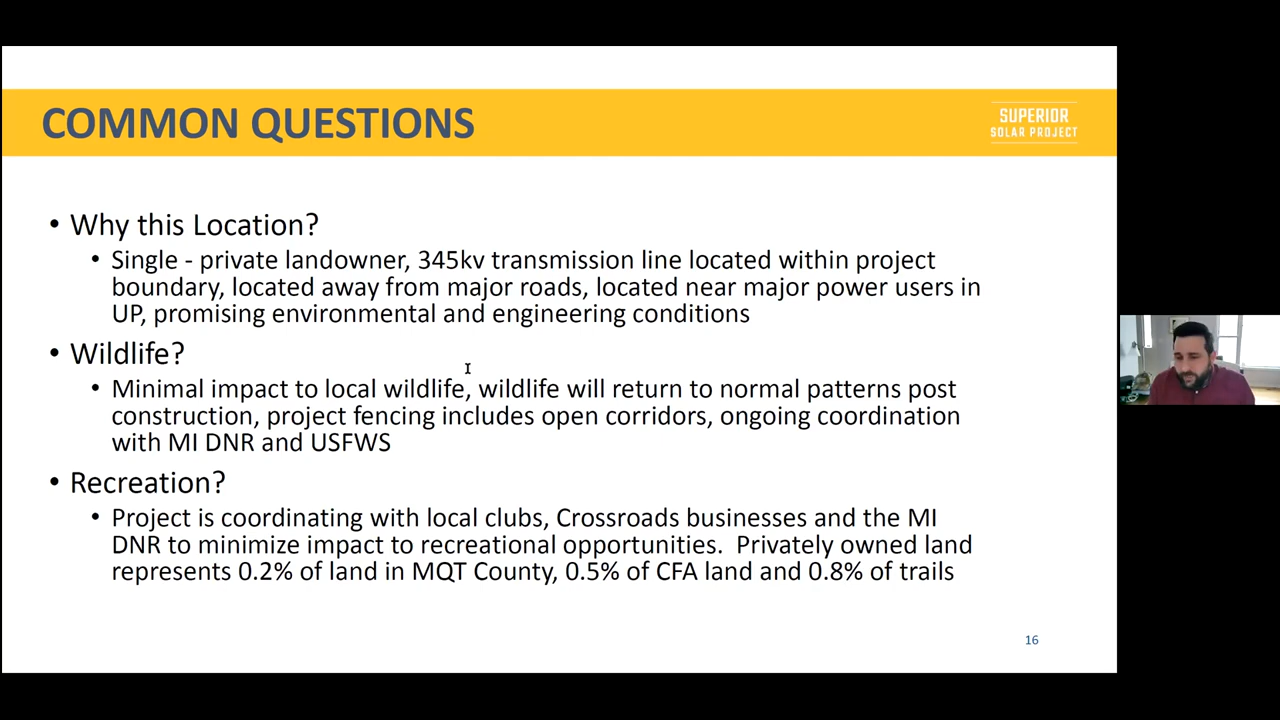 COMMON QUESTIONS
SUPERIOR
SOLAR PROJECT
• Why this Location?
• Single - private landowner, 345kv transmission line located within project
boundary, located away from major roads, located near major power users in
UP, promising environmental and engineering conditions
• Wildlife?
• Minimal impact to local wildlife, wildlife will return to normal patterns post
construction, project fencing includes open corridors, ongoing coordination
with MI DNR and USFWS
• Recreation?
• Project is coordinating with local clubs, Crossroads businesses and the MI
DNR to minimize impact to recreational opportunities.  Privately owned land
represents 0.2% of land in MQT County, 0.5% of CFA land and 0.8% of trails
16